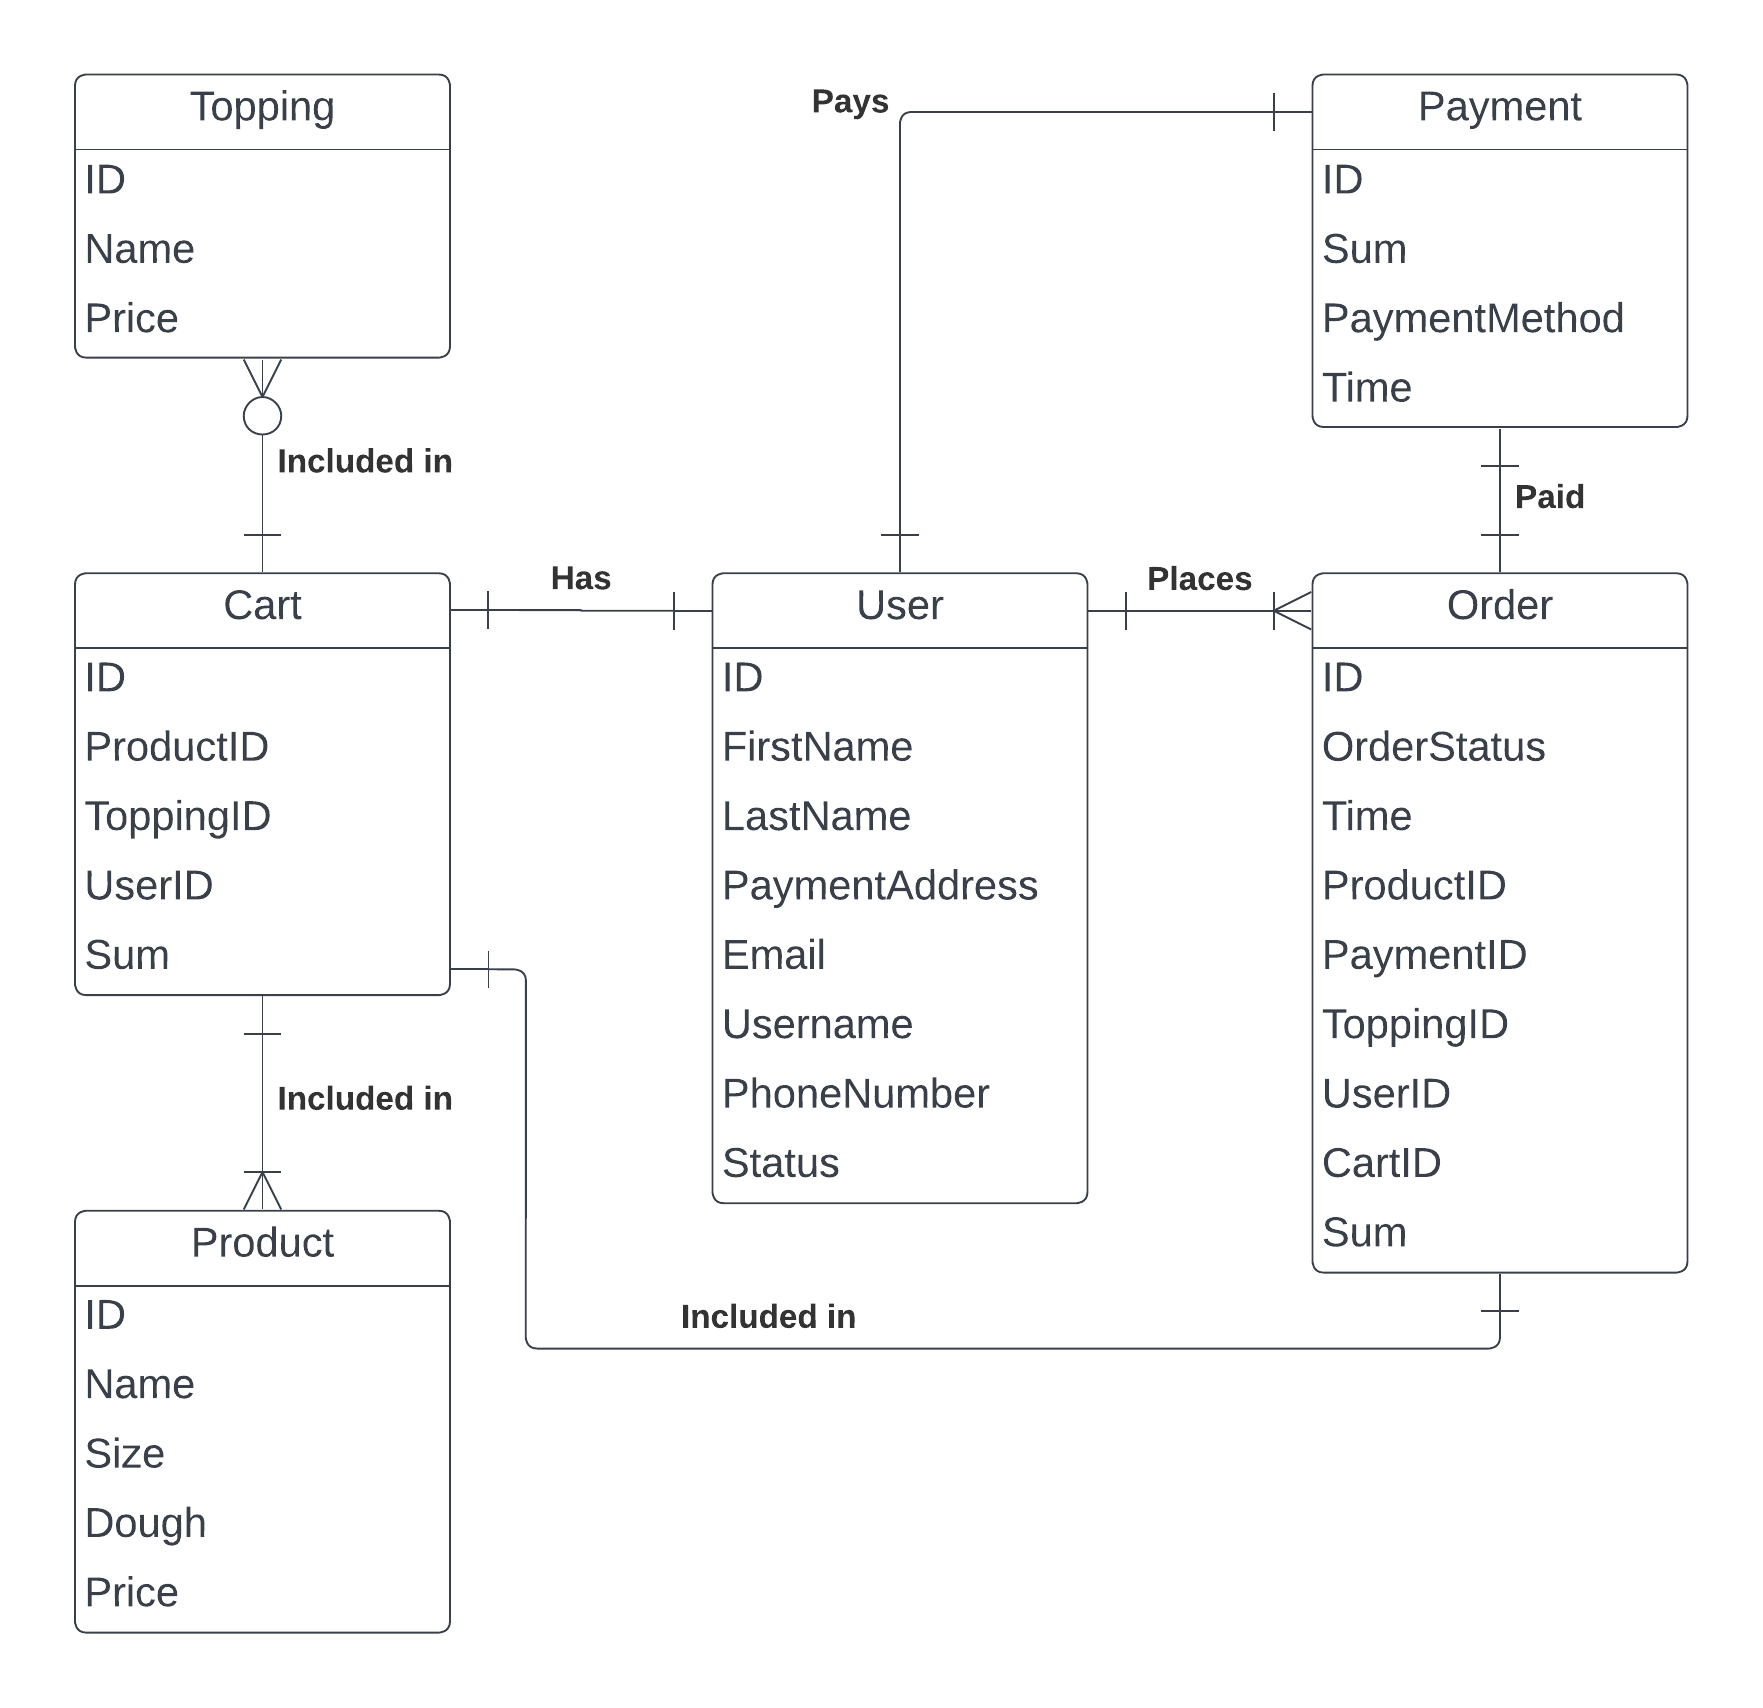 Topping
ID
Name
Price
Included in
Pays
Payment
ID
Sum
PaymentMethod
Time
Paid
Cart
ID
ProductID
ToppingID
UserID
Sum
Has
User
ID
FirstName
LastName
PaymentAddress
Email
Username
PhoneNumber
Status
Places
Order
ID
OrderStatus
Time
ProductID
PaymentID
ToppingID
UserID
CartID
Sum
Included in
Product
ID
Name
Size
Dough
Price
Included in